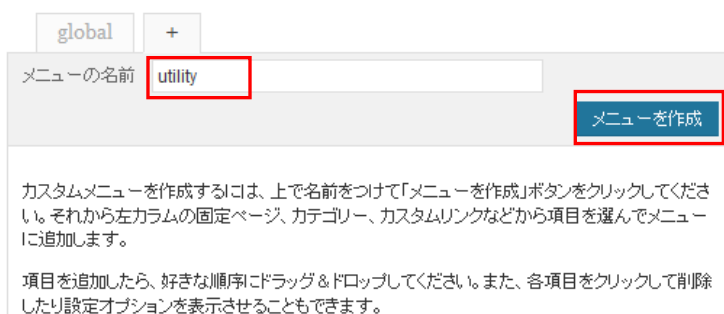 global +
メニューの名前 utility
メニューを作成
カスタムメニューを作成するには、上で名前をつけて「メニューを作成」ボタンをクリックしてくださ
い。それから左カラムの固定ページ、カテゴリー、カスタムリンクなどから項目を選んでメニュー
に追加します。
項目を追加したら、好きな順序にドラッグ＆ドロップしてください。また、各項目をクリックして削除
したり設定オプションを表示させることもできます。